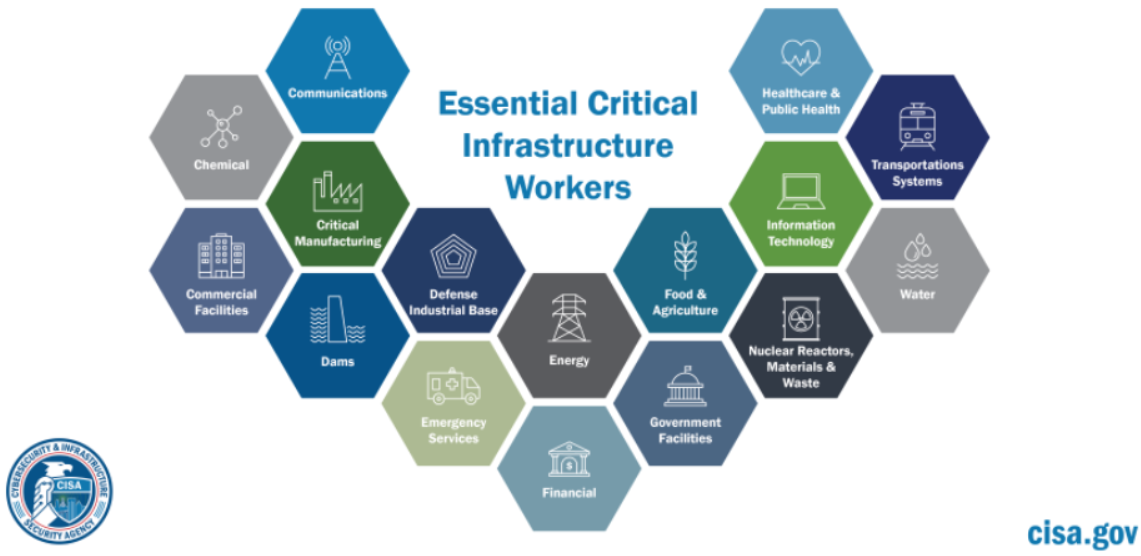 Essential Critical
Infrastructure
Workers
Communications
Chemical
Critical
Manufacturing
Commercial
Facilities
Dams
Defense
Industrial Base
Emergency
Services
Energy
Financial
Food &
Agriculture
Government
Facilities
Healthcare &
Public Health
Information
Technology
Nuclear Reactors,
Materials &
Waste
Transportations
Systems
Water
$
CYBERSECURITY & INFRASTRUCTURE
SECURITY AGENCY
CISA
cisa.gov